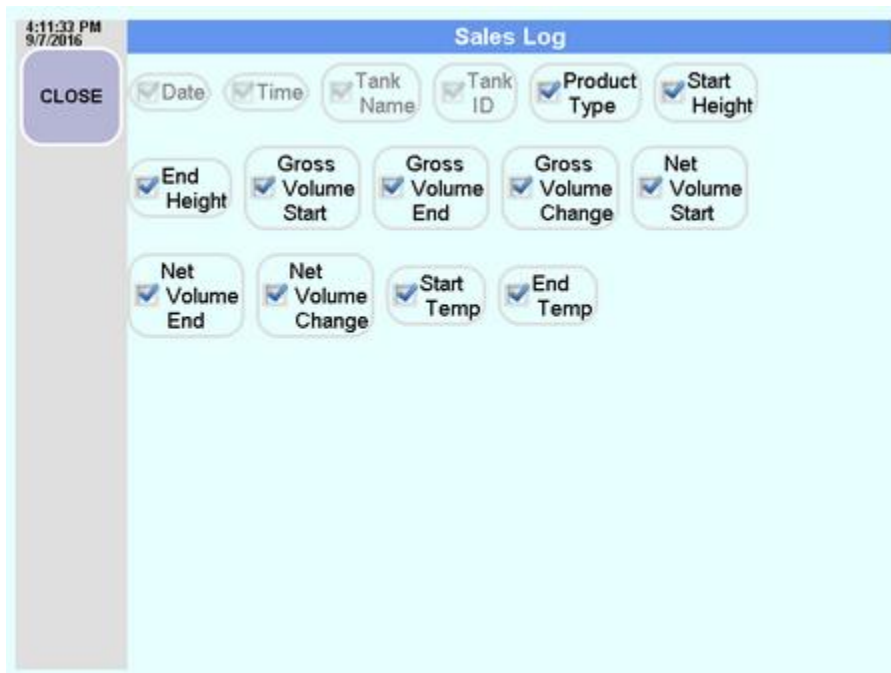 4:11:33 PM
9/7/2016
Sales Log
CLOSE
Date
Time
Tank
Name
Tank
ID
Product
Type
Start
Height
End
Height
Gross
Volume
Start
Gross
Volume
End
Gross
Volume
Change
Net
Volume
Start
Net
Volume
End
Net
Volume
Change
Start
Temp
End
Temp